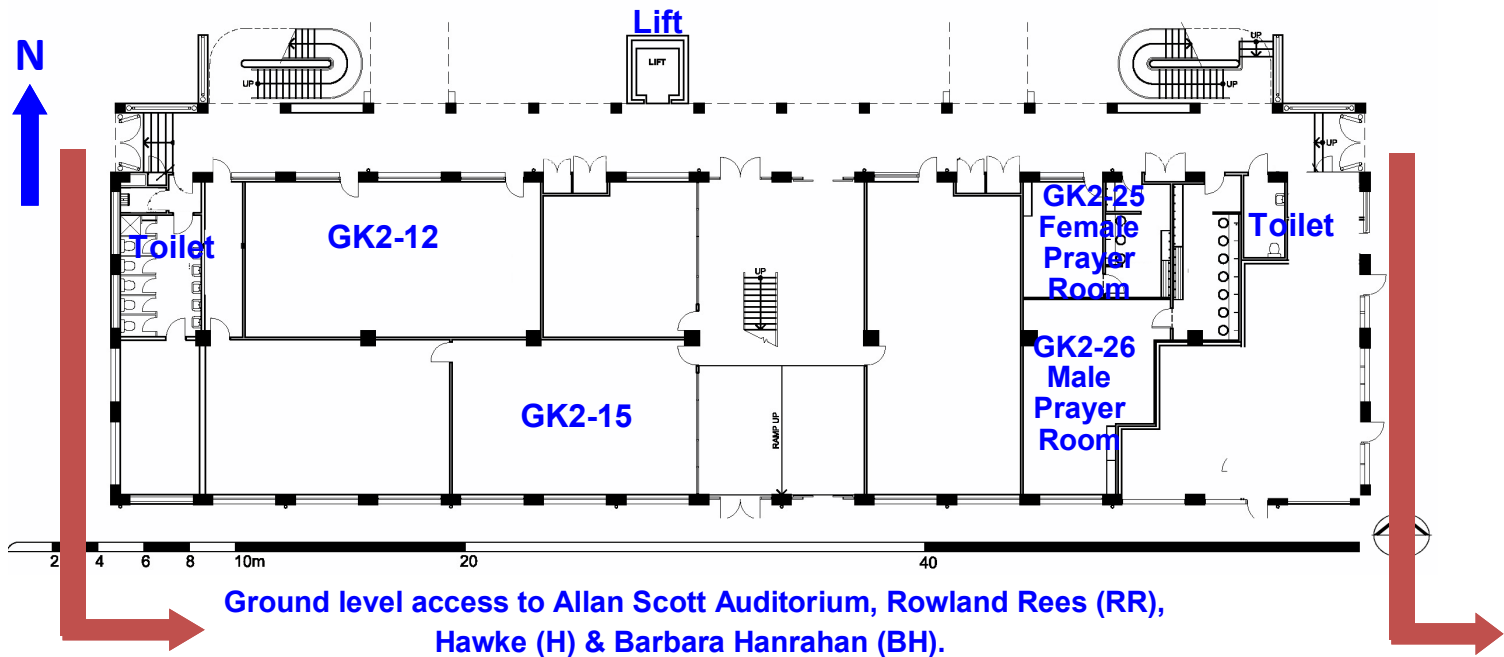 Lift
N
LIFT
UP
UP
UP
UP
UP
UP
GK2-12
Toilet
GK2-25
Female
Prayer
Room
Toilet
UP
GK2-26
Male
Prayer
Room
GK2-15
RAMP UP
2
4
6
8
10m
20
40
Ground level access to Allan Scott Auditorium, Rowland Rees (RR),
Hawke (H) & Barbara Hanrahan (BH).